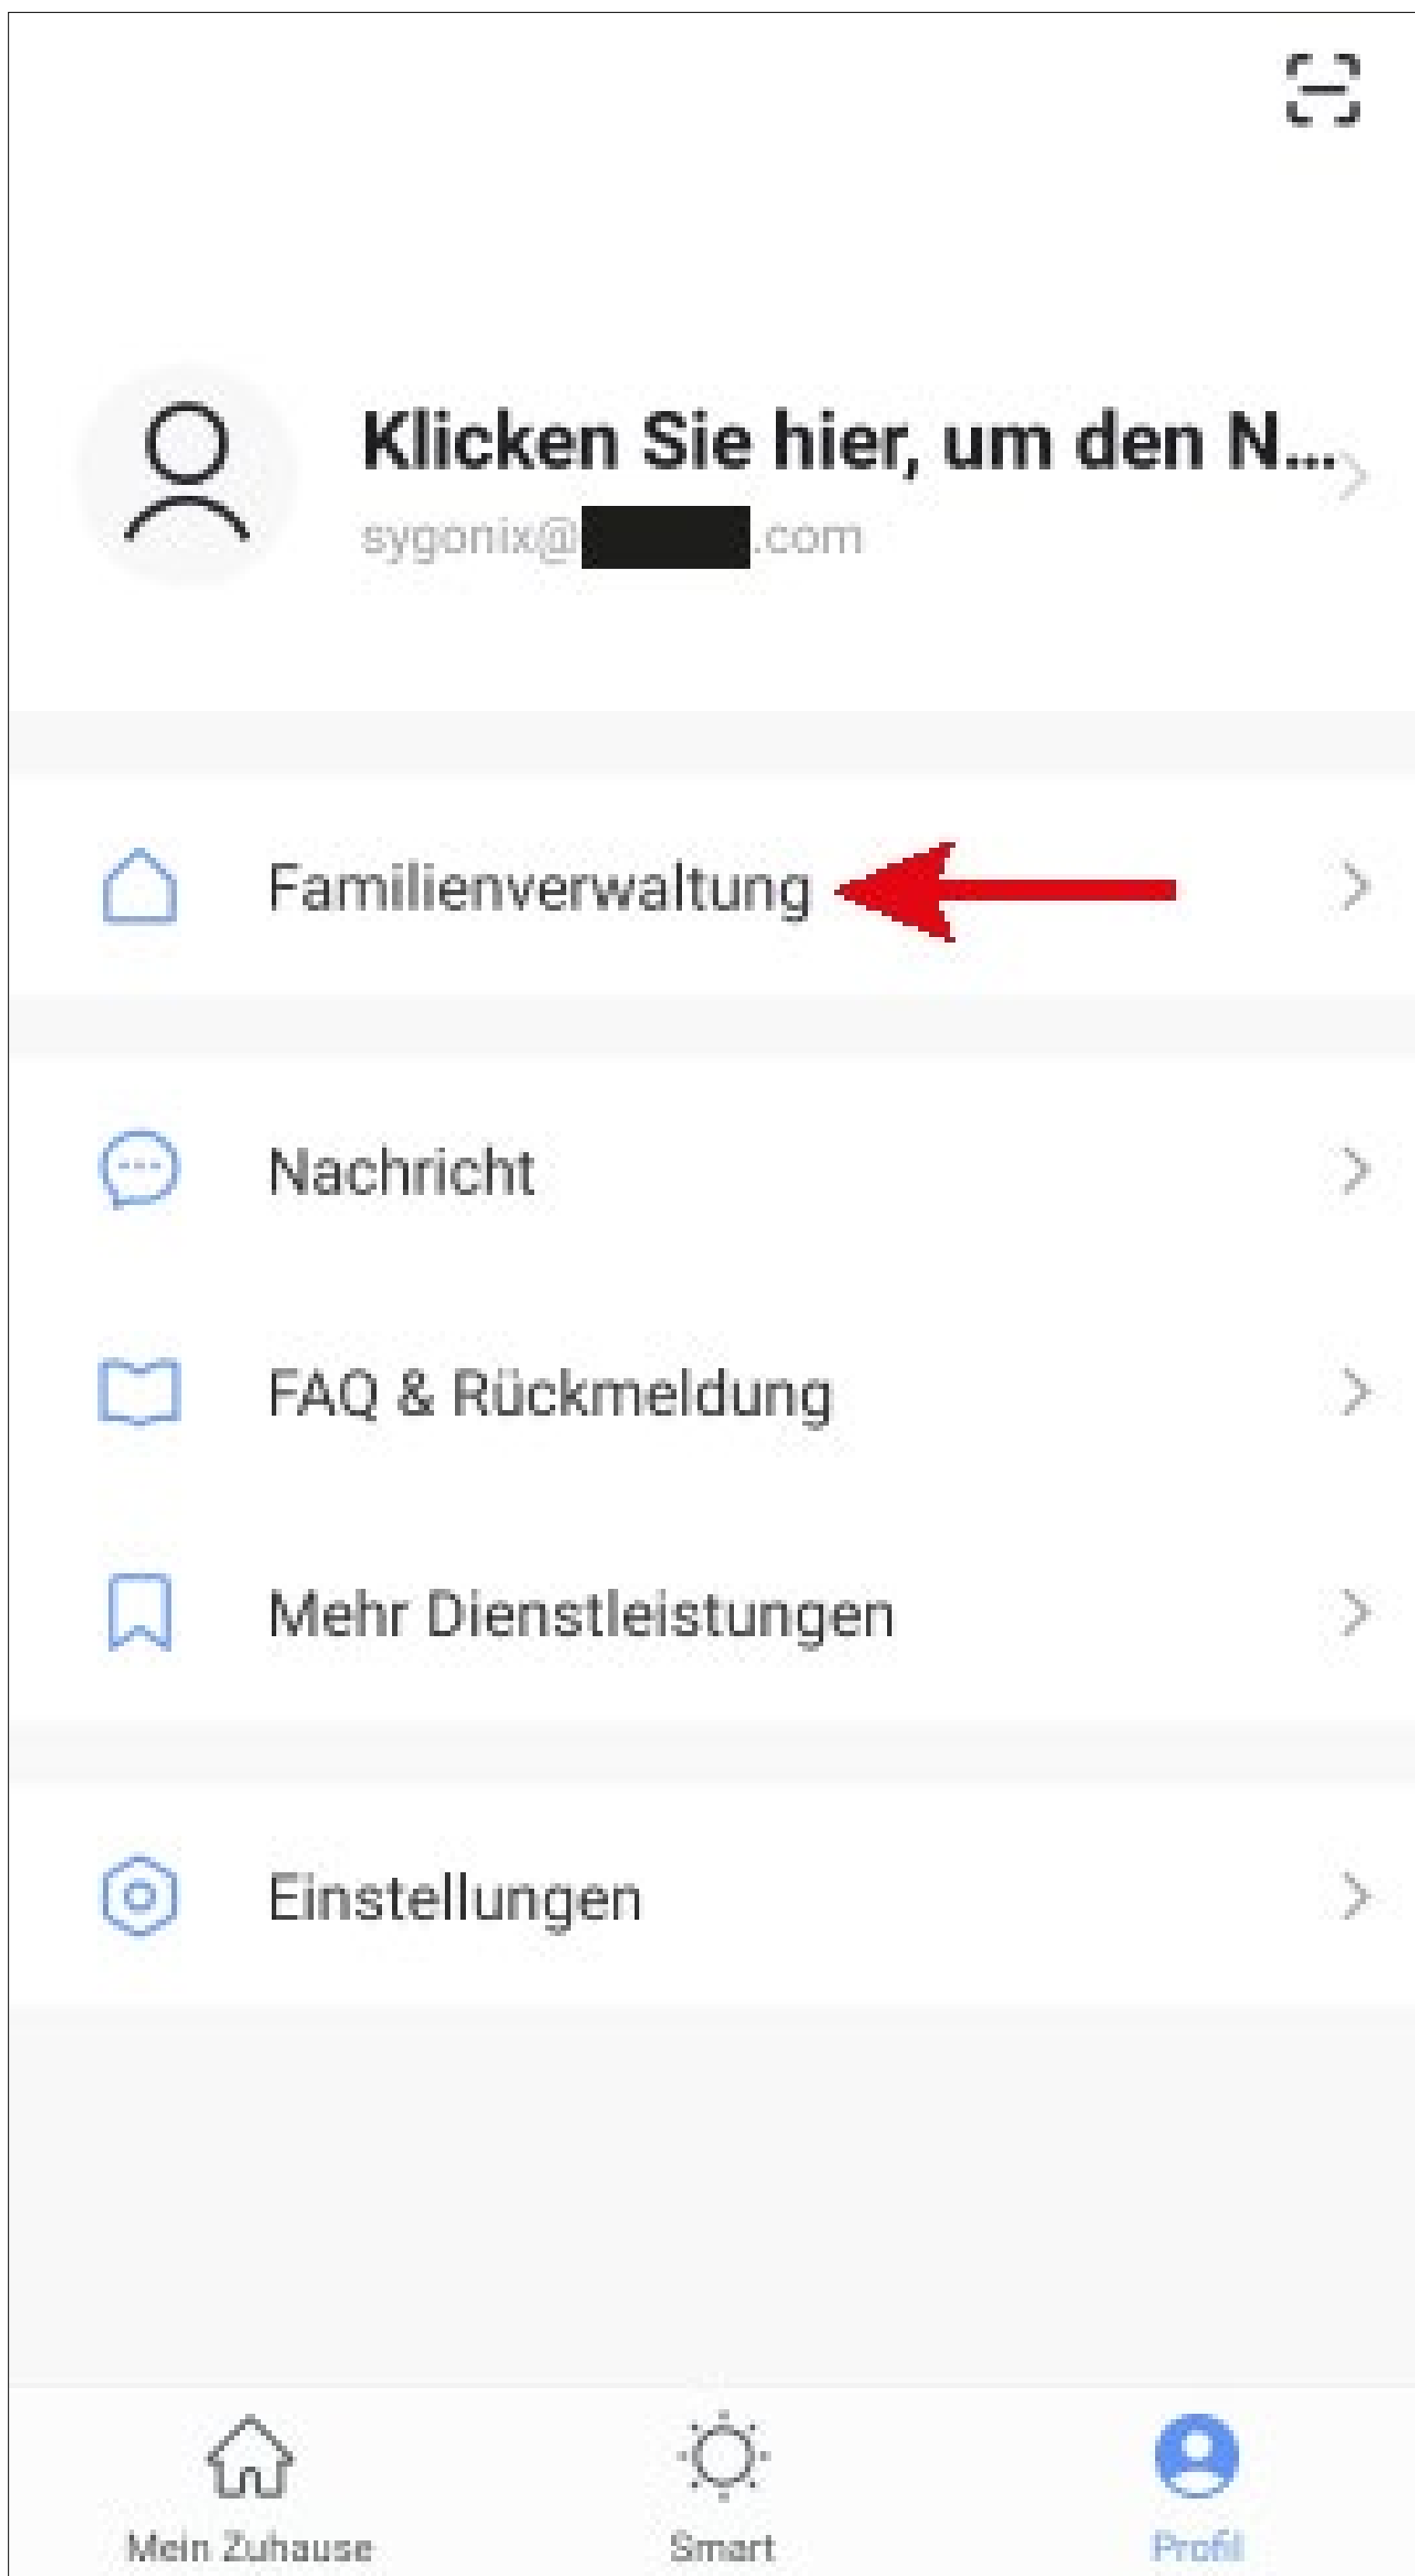 Klicken Sie hier, um den N...
sygonix@ .com
Familienverwaltung
Nachricht
FAQ & Rückmeldung
Mehr Dienstleistungen
Einstellungen
Mein Zuhause
Smart
Profil